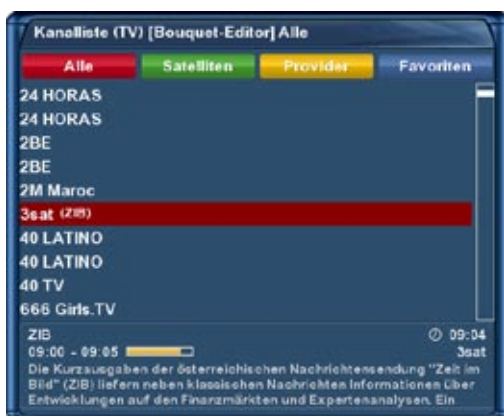 Kanalliste (TV) [Bouquet-Editor] Alle
Alle Satelliten Provider Favoriten
24 HORAS
24 HORAS
2BE
2BE
2M Maroc
3sat (ZIB)
40 LATINO
40 LATINO
40 TV
666 Girls.TV
ZIB 09:04
09:00 - 09:05 3sat
Die Kurzausgaben der österreichischen Nachrichtensendung "Zeit im
Bild" (ZIB) liefern neben klassischen Nachrichten Informationen über
Entwicklungen auf den Finanzmärkten und Expertenanalysen. Ein